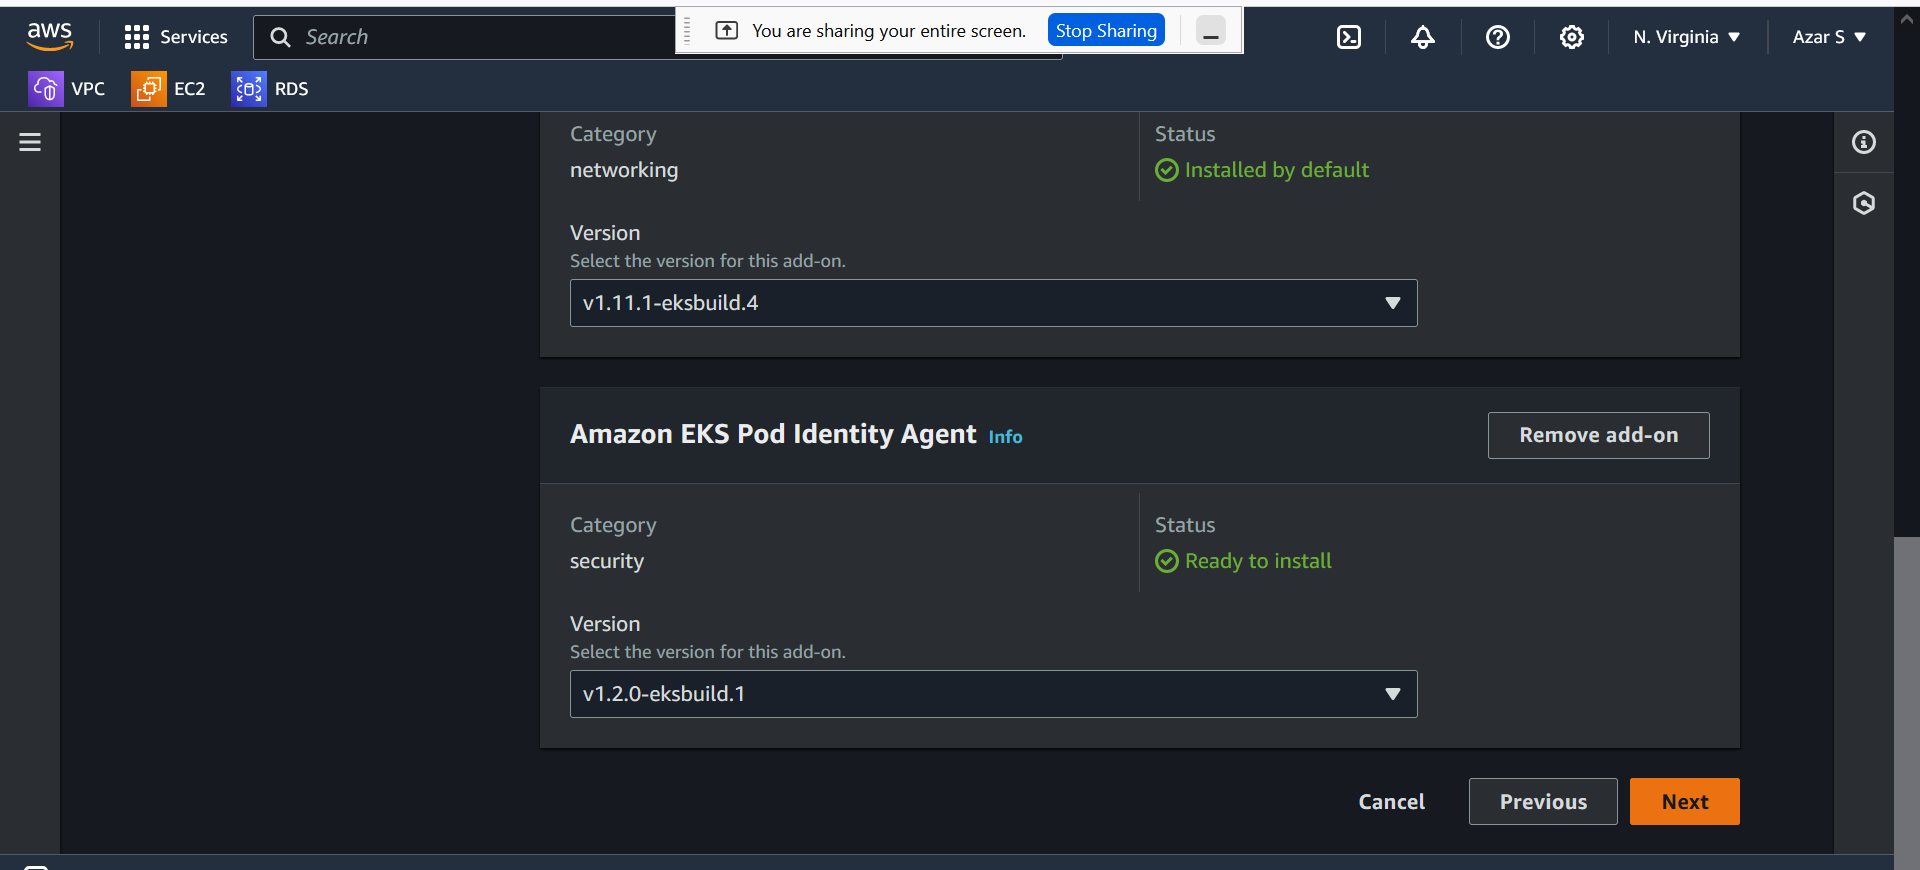 You are sharing your entire screen.
Stop Sharing
aws
Services
Search
N. Virginia
Azar S
VPC
EC2
RDS
Category
networking
Status
Installed by default
Version
Select the version for this add-on.
v1.11.1-eksbuild.4
Amazon EKS Pod Identity Agent Info
Remove add-on
Category
security
Status
Ready to install
Version
Select the version for this add-on.
v1.2.0-eksbuild.1
Cancel
Previous
Next